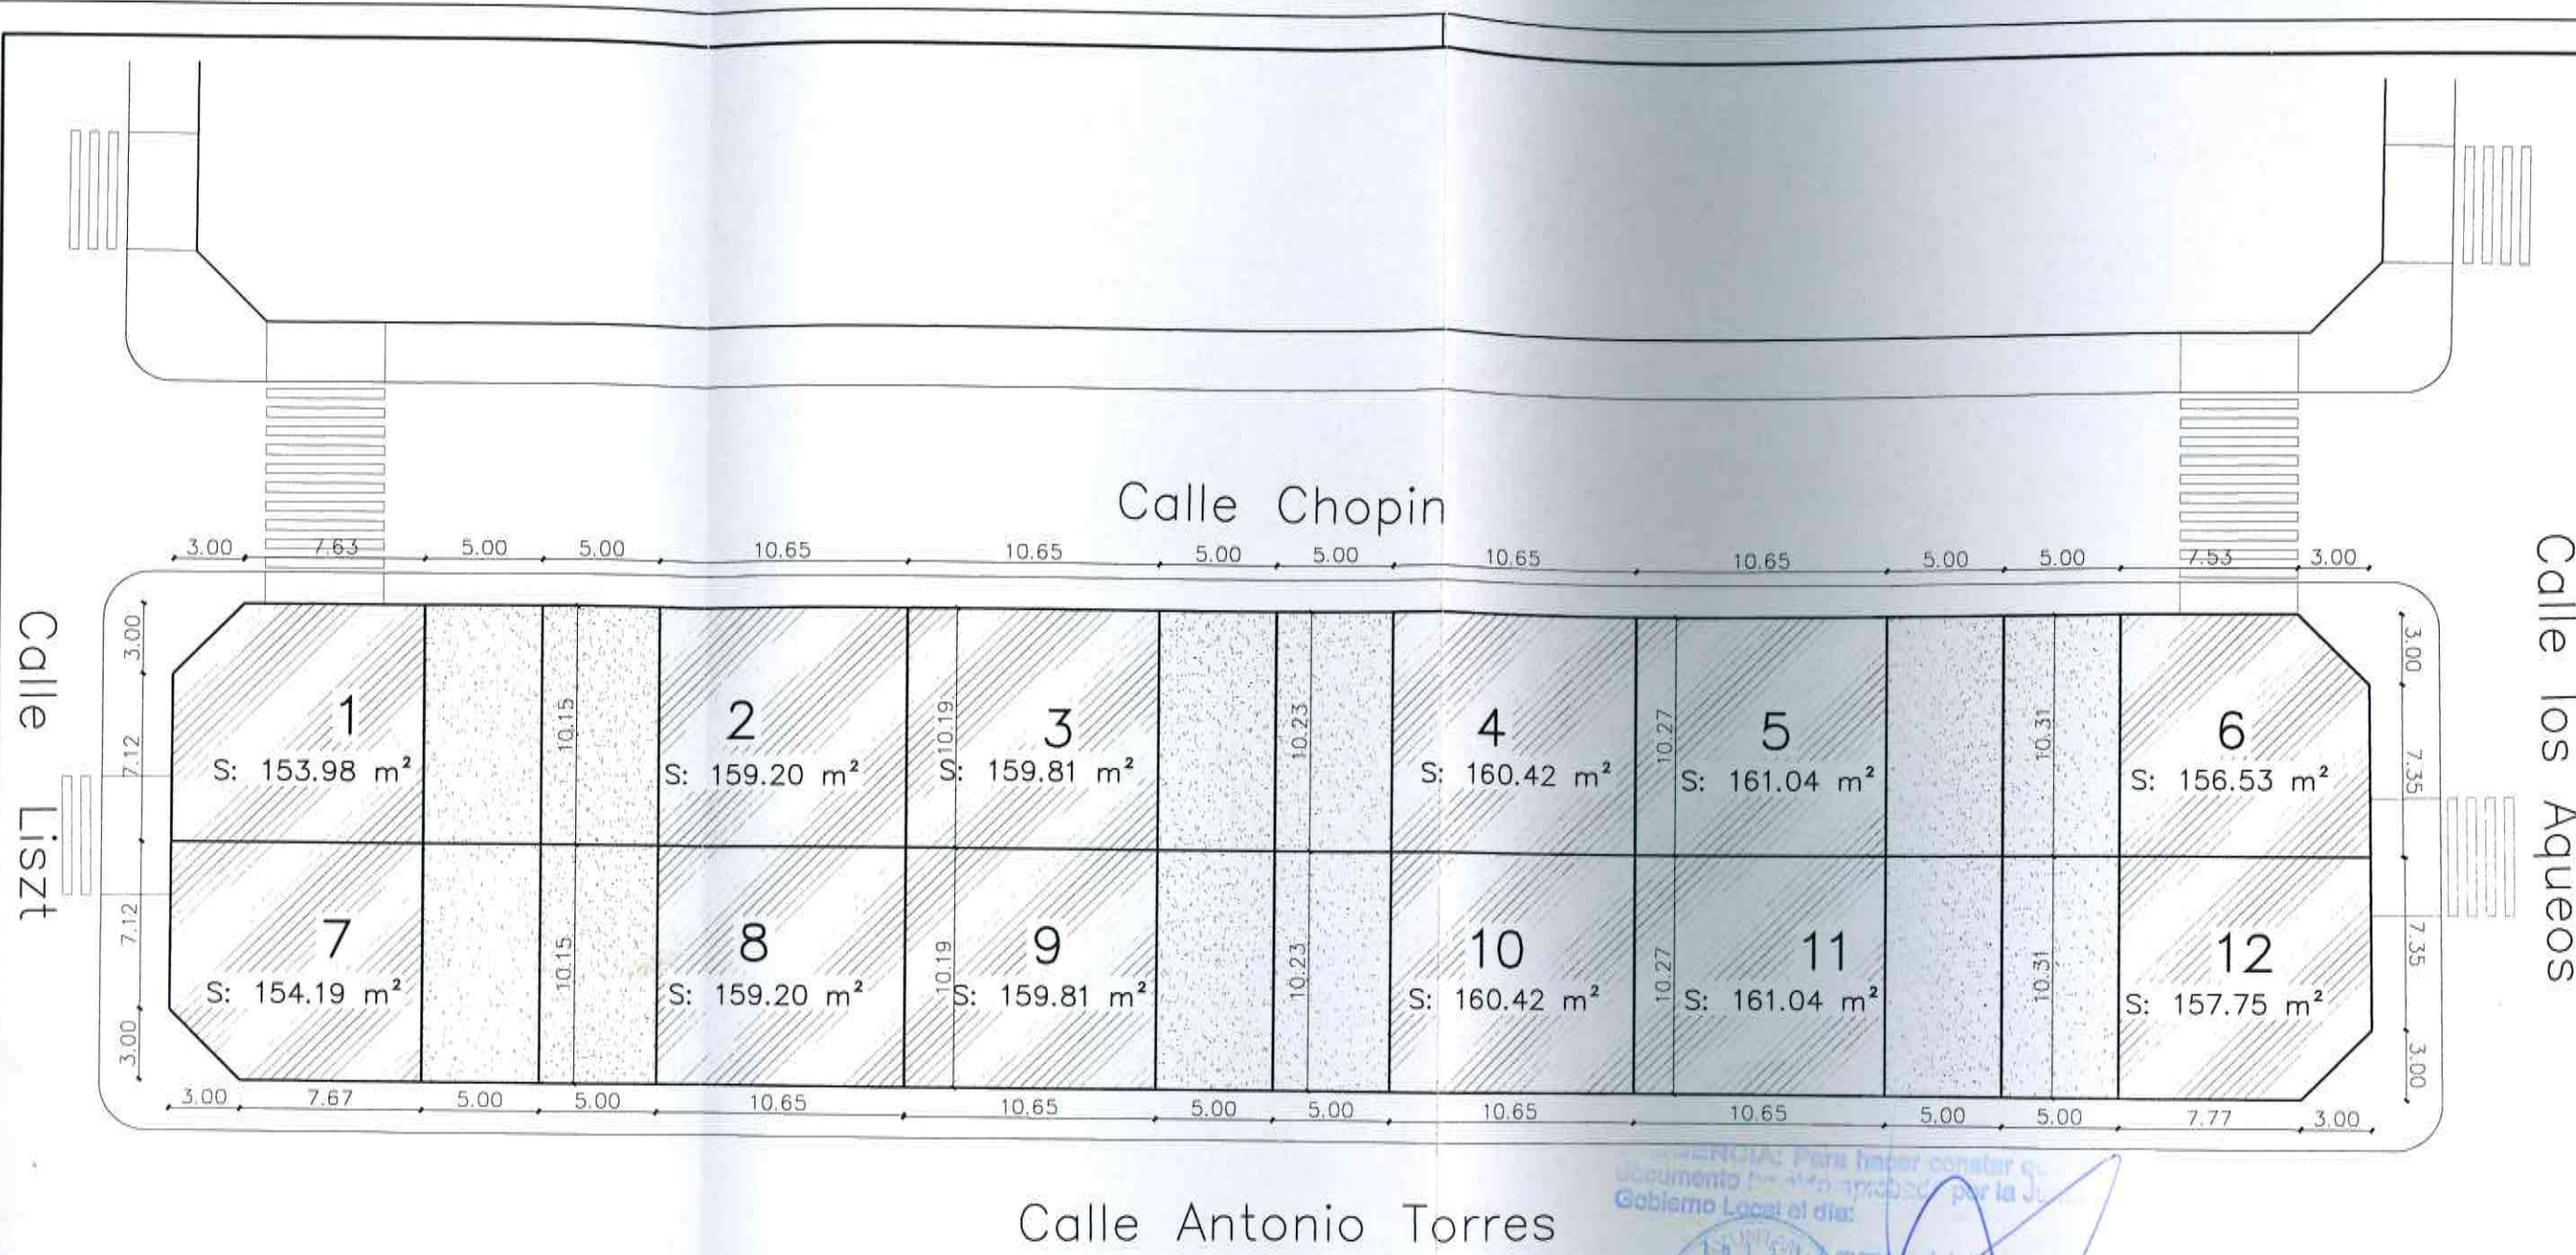 Calle Chopin
3.00 7.63 5.00 5.00 10.65 10.65 5.00 5.00 10.65 10.65 5.00 5.00 7.53 3.00
Calle Liszt
Calle los Aqueos
3.00
7.12
7.12
3.00
1
S: 153.98 m²
10.15
2
S: 159.20 m²
10.19
3
S: 159.81 m²
10.23
4
S: 160.42 m²
10.27
5
S: 161.04 m²
10.31
6
S: 156.53 m²
3.00
7.35
7.35
3.00
7
S: 154.19 m²
10.15
8
S: 159.20 m²
10.19
9
S: 159.81 m²
10.23
10
S: 160.42 m²
10.27
11
S: 161.04 m²
10.31
12
S: 157.75 m²
3.00 7.67 5.00 5.00 10.65 10.65 5.00 5.00 10.65 10.65 5.00 5.00 7.77 3.00
Calle Antonio Torres
Para hacer constar
documento por la
Gobierno Local el día: